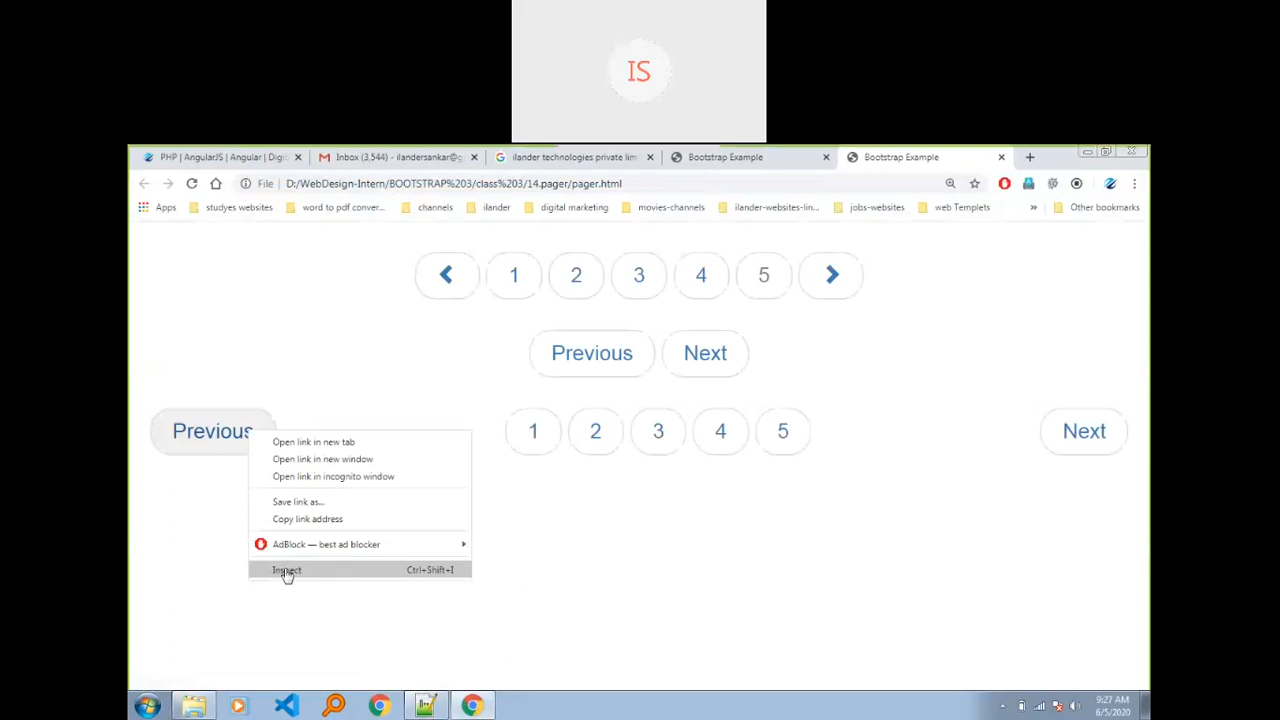 IS
PHP | AngularJS | Angular | Digi
Inbox (3,544) - ilandersankar@g
ilander technologies private lim
Bootstrap Example
Bootstrap Example
File D:/WebDesign-Intern/BOOTSTRAP%203/class%203/14.pager/pager.html
Apps studyes websites word to pdf conver... channels ilander digital marketing movies-channels ilander-websites-lin... jobs-websites web Templets » Other bookmarks
1 2 3 4 5
Previous Next
Previous 1 2 3 4 5 Next
Open link in new tab
Open link in new window
Open link in incognito window
Save link as...
Copy link address
AdBlock — best ad blocker
Inspect Ctrl+Shift+I
9:27 AM
6/5/2020